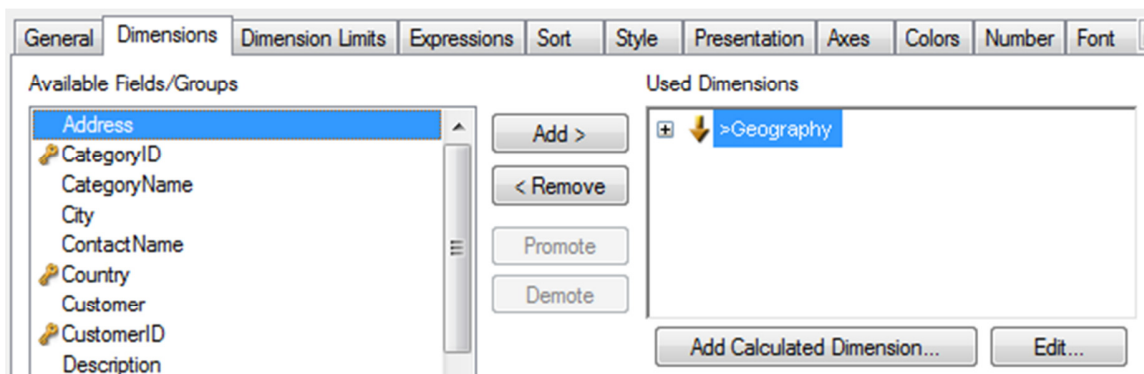 General Dimensions Dimension Limits Expressions Sort Style Presentation Axes Colors Number Font
Available Fields/Groups
Address
CategoryID
CategoryName
City
ContactName
Country
Customer
CustomerID
Description
Add >
< Remove
Promote
Demote
Used Dimensions
>Geography
Add Calculated Dimension...
Edit...